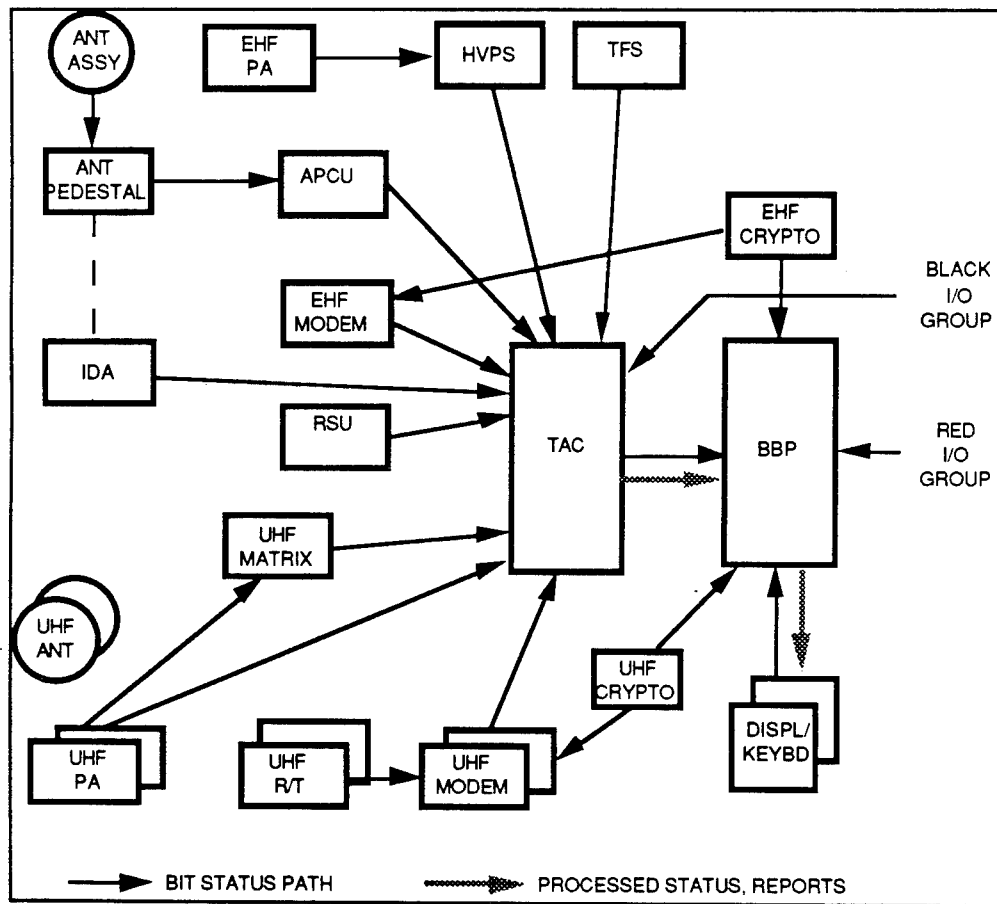 ANT
ASSY
EHF
PA
HVPS
TFS
ANT
PEDESTAL
APCU
EHF
CRYPTO
BLACK
I/O
GROUP
EHF
MODEM
IDA
RSU
TAC
BBP
RED
I/O
GROUP
UHF
MATRIX
UHF
ANT
UHF
CRYPTO
UHF
PA
UHF
R/T
UHF
MODEM
DISPL/
KEYBD
BIT STATUS PATH
PROCESSED STATUS, REPORTS